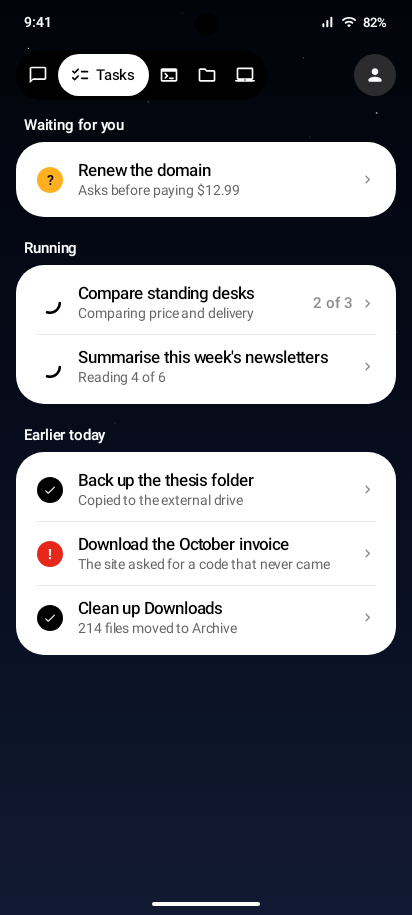 9:41
82%
Tasks
Waiting for you
?
Renew the domain
Asks before paying $12.99
Running
Compare standing desks
Comparing price and delivery
2 of 3
Summarise this week's newsletters
Reading 4 of 6
Earlier today
Back up the thesis folder
Copied to the external drive
!
Download the October invoice
The site asked for a code that never came
Clean up Downloads
214 files moved to Archive